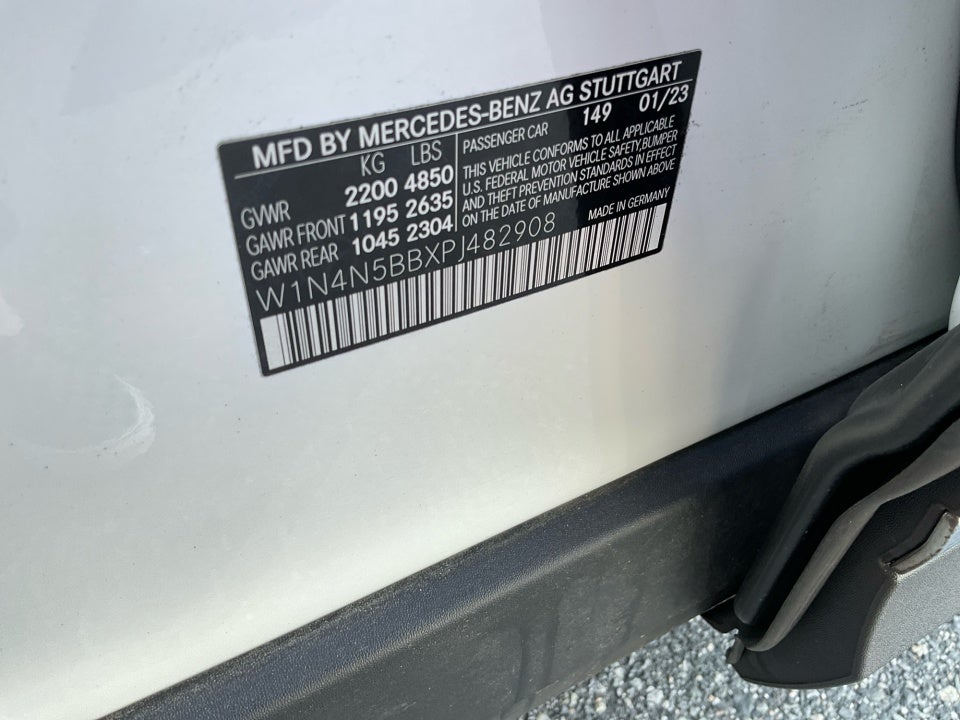 MFD BY MERCEDES-BENZ AG STUTTGART
KG LBS
GVWR 2200 4850
GAWR FRONT 1195 2635
GAWR REAR 1045 2304
PASSENGER CAR 149 01/23
THIS VEHICLE CONFORMS TO ALL APPLICABLE
U.S. FEDERAL MOTOR VEHICLE SAFETY,BUMPER
AND THEFT PREVENTION STANDARDS IN EFFECT
ON THE DATE OF MANUFACTURE SHOWN ABOVE
MADE IN GERMANY
W1N4N5BBXPJ482908